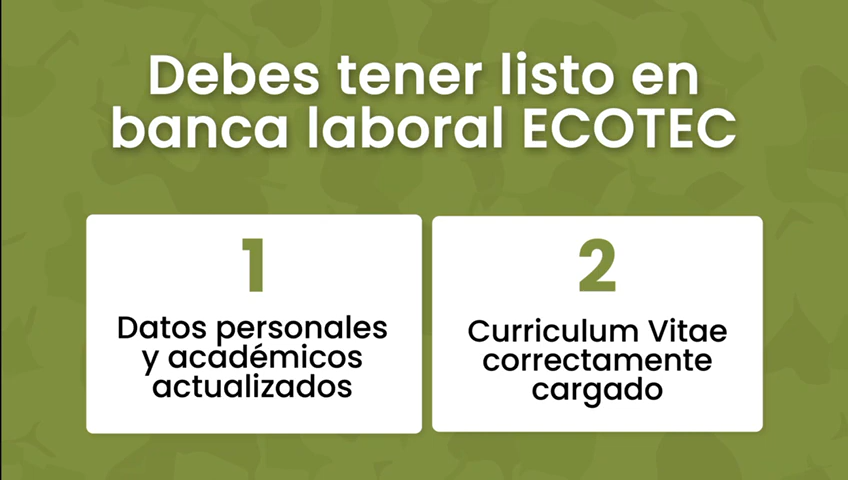 Debes tener listo en
banca laboral ECOTEC
1
Datos personales
y académicos
actualizados
2
Curriculum Vitae
correctamente
cargado